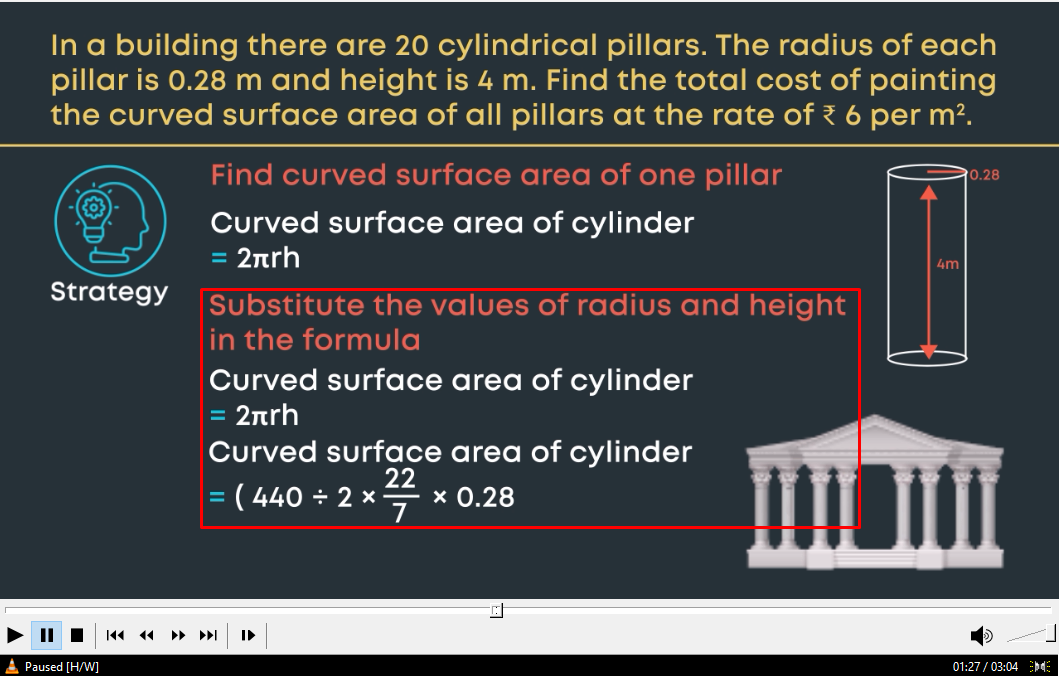 In a building there are 20 cylindrical pillars. The radius of each
pillar is 0.28 m and height is 4 m. Find the total cost of painting
the curved surface area of all pillars at the rate of ₹ 6 per m².
Find curved surface area of one pillar
0.28
Curved surface area of cylinder
= 2πrh
4m
Strategy
Substitute the values of radius and height
in the formula
Curved surface area of cylinder
= 2πrh
Curved surface area of cylinder
= ( 440 ÷ 2 × 22/7 × 0.28
Paused [H/W]
01:27 / 03:04